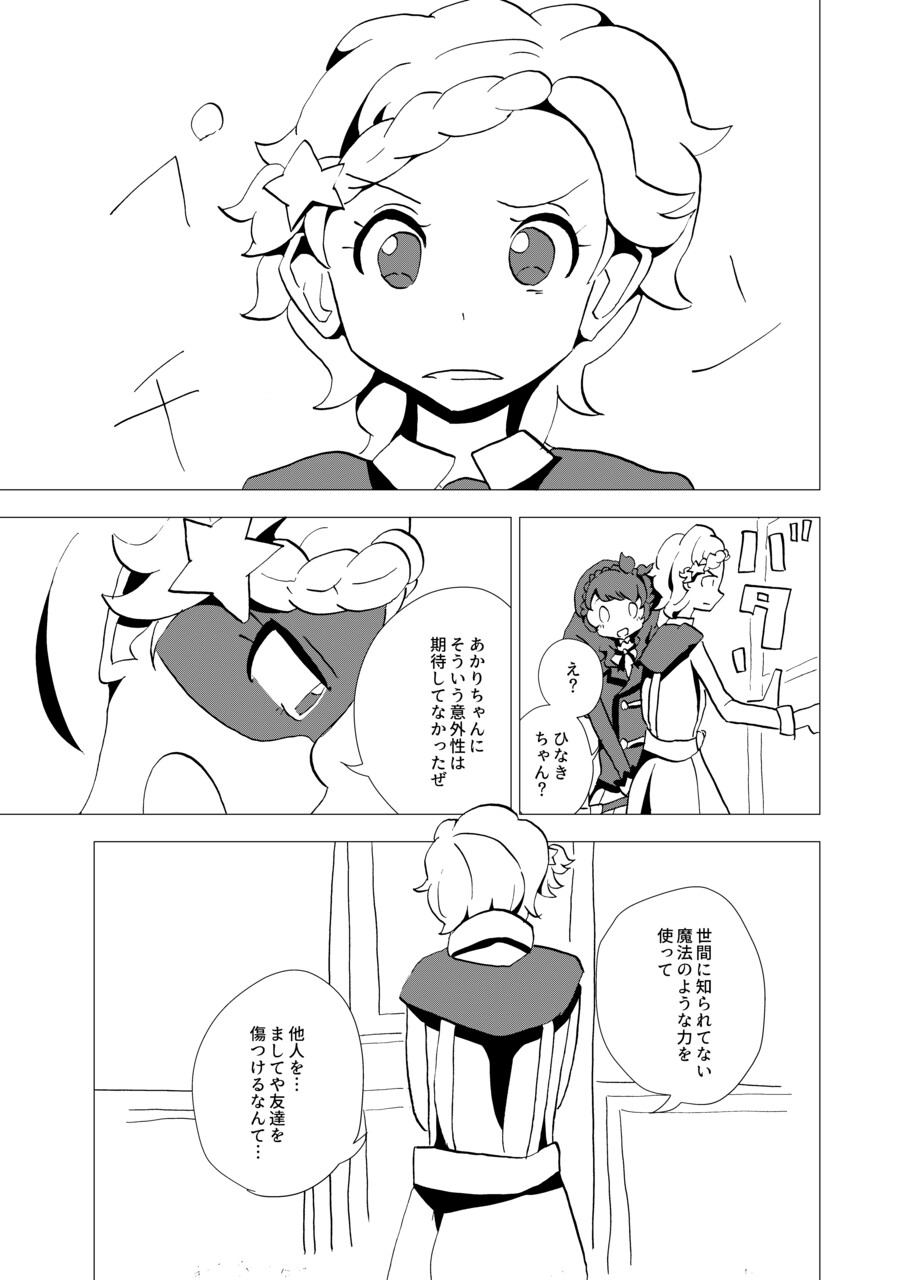 ペ
チ
ン
バタン
え?
ひなき
ちゃん?
あかりちゃんに
そういう意外性は
期待してなかったぜ
世間に知られてない
魔法のような力を
使って
他人を…
ましてや友達を
傷つけるなんて…